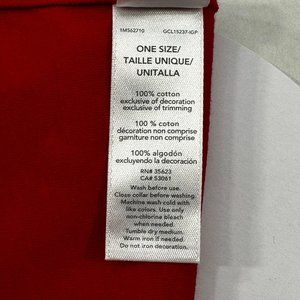 1M562710 GCL15237-IGP
ONE SIZE/
TAILLE UNIQUE/
UNITALLA
100% cotton
exclusive of decoration
exclusive of trimming
100 % coton
décoration non comprise
garniture non comprise
100% algodón
excluyendo la decoración
RN# 35623
CA# 53061
Wash before use.
Close collar before washing.
Machine wash cold with
like colors. Use only
non-chlorine bleach
when needed.
Tumble dry medium.
Warm iron if needed.
Do not iron decoration.